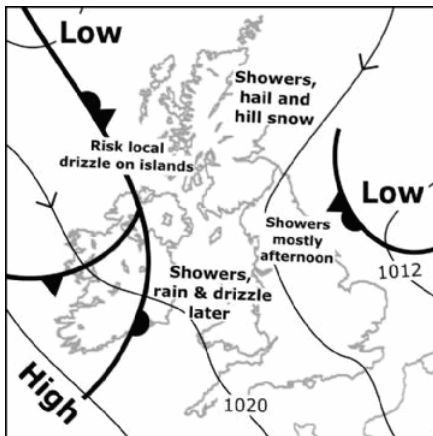 Low
Showers,
hail and
hill snow
Risk local
drizzle on islands
Low
Showers
mostly
afternoon
1012
Showers,
rain & drizzle
later
High
1020